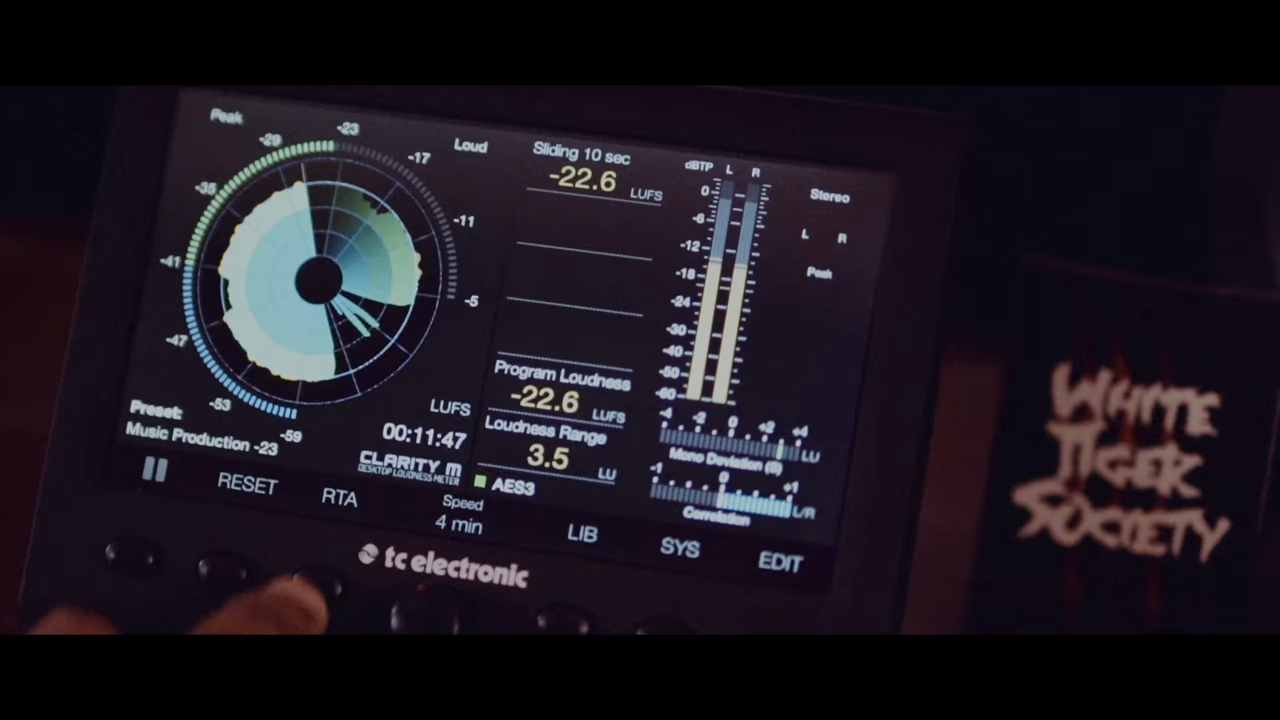 Peak
-23
-29
-17
Loud
-35
-11
-41
-5
-47
-53
-59
LUFS
00:11:47
Preset:
Music Production -23
CLARITY M
DESKTOP LOUDNESS METER
Sliding 10 sec
-22.6 LUFS
Program Loudness
-22.6 LUFS
Loudness Range
3.5 LU
AES3
dBTP L R
0
-6
-12
-18
-24
-30
-40
-50
-60
Stereo
L R
Peak
-4 -2 0 +2 +4
LU
Mono Deviation (S)
-1 0 +1
L/R
Correlation
RESET
RTA
Speed
4 min
LIB
SYS
EDIT
tc electronic
WHITE
TIGER
SOCIETY